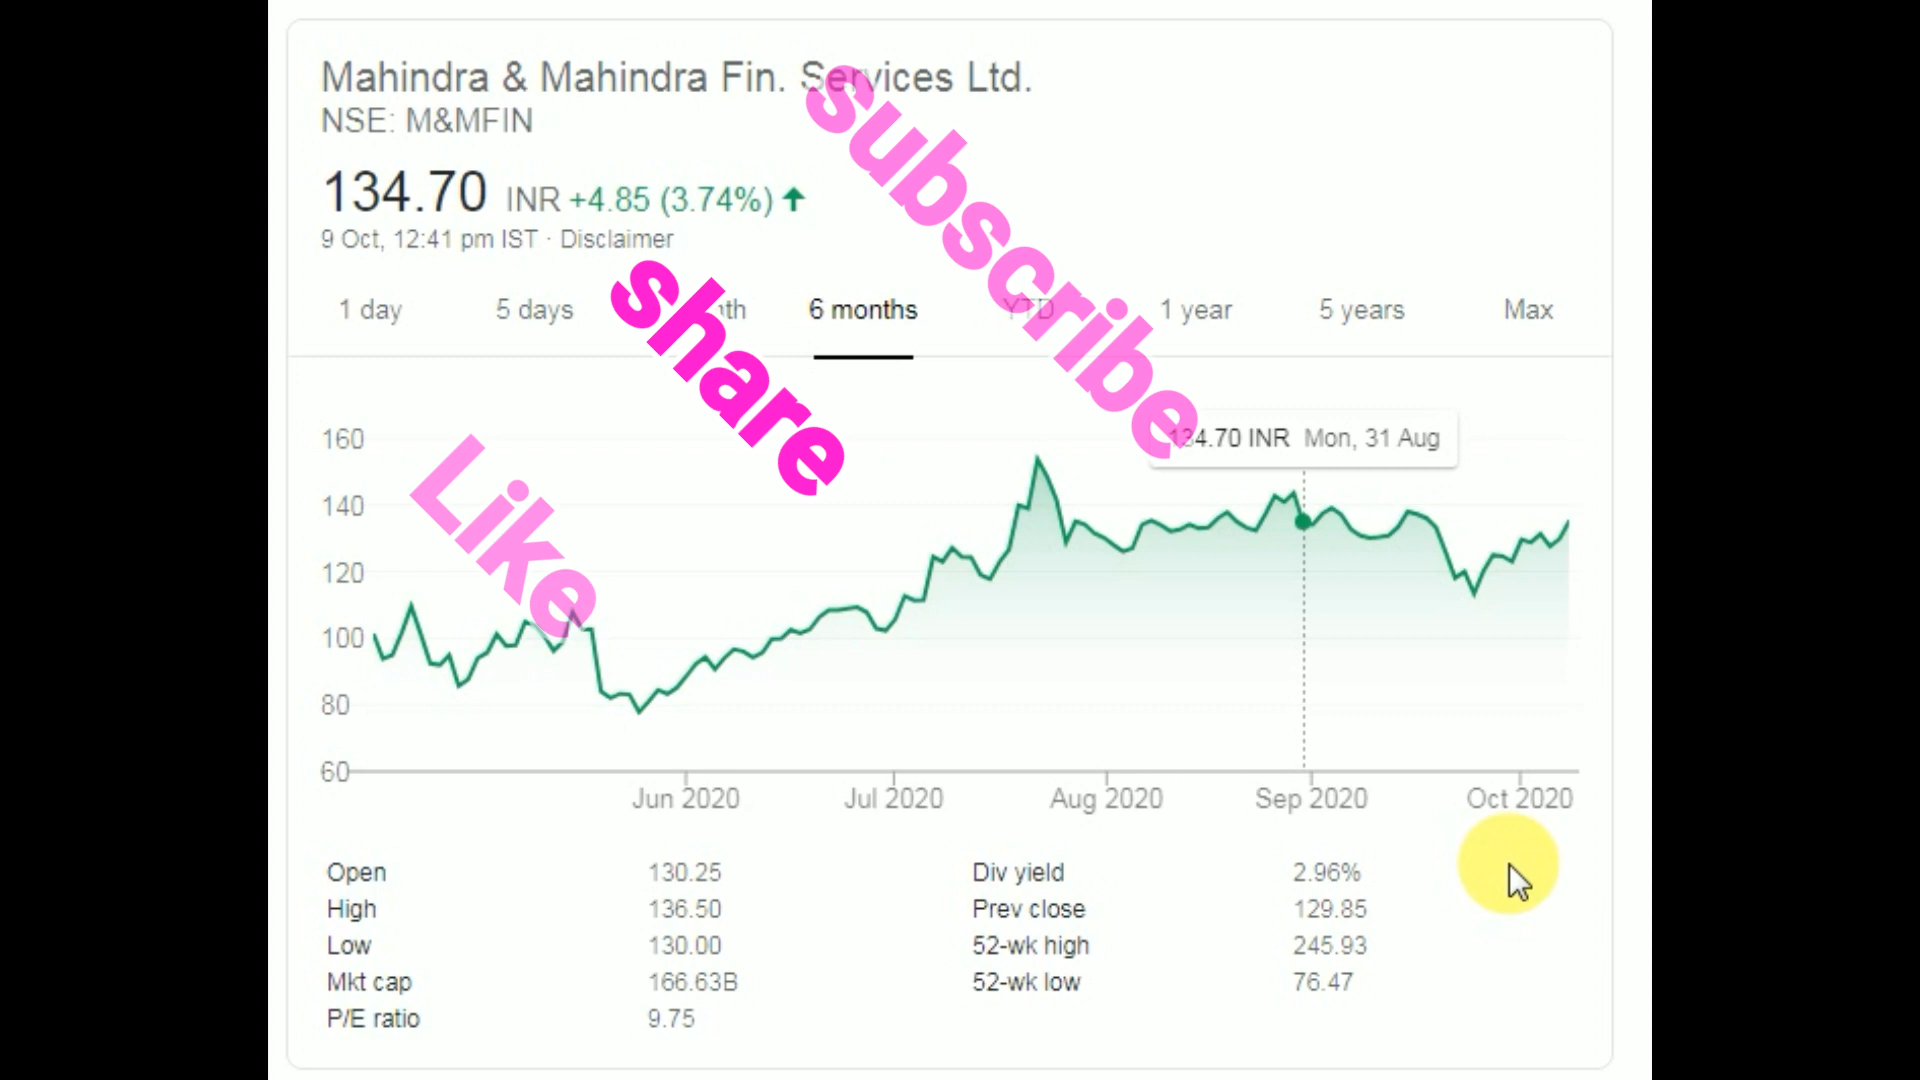 Mahindra & Mahindra Fin. Services Ltd.
NSE: M&MFIN
134.70 INR +4.85 (3.74%)
9 Oct, 12:41 pm IST · Disclaimer
subscribe
share
Like
1 day 5 days 6 months YTD 1 year 5 years Max
134.70 INR Mon, 31 Aug
160
140
120
100
80
60
Jun 2020 Jul 2020 Aug 2020 Sep 2020 Oct 2020
Open 130.25 Div yield 2.96%
High 136.50 Prev close 129.85
Low 130.00 52-wk high 245.93
Mkt cap 166.63B 52-wk low 76.47
P/E ratio 9.75